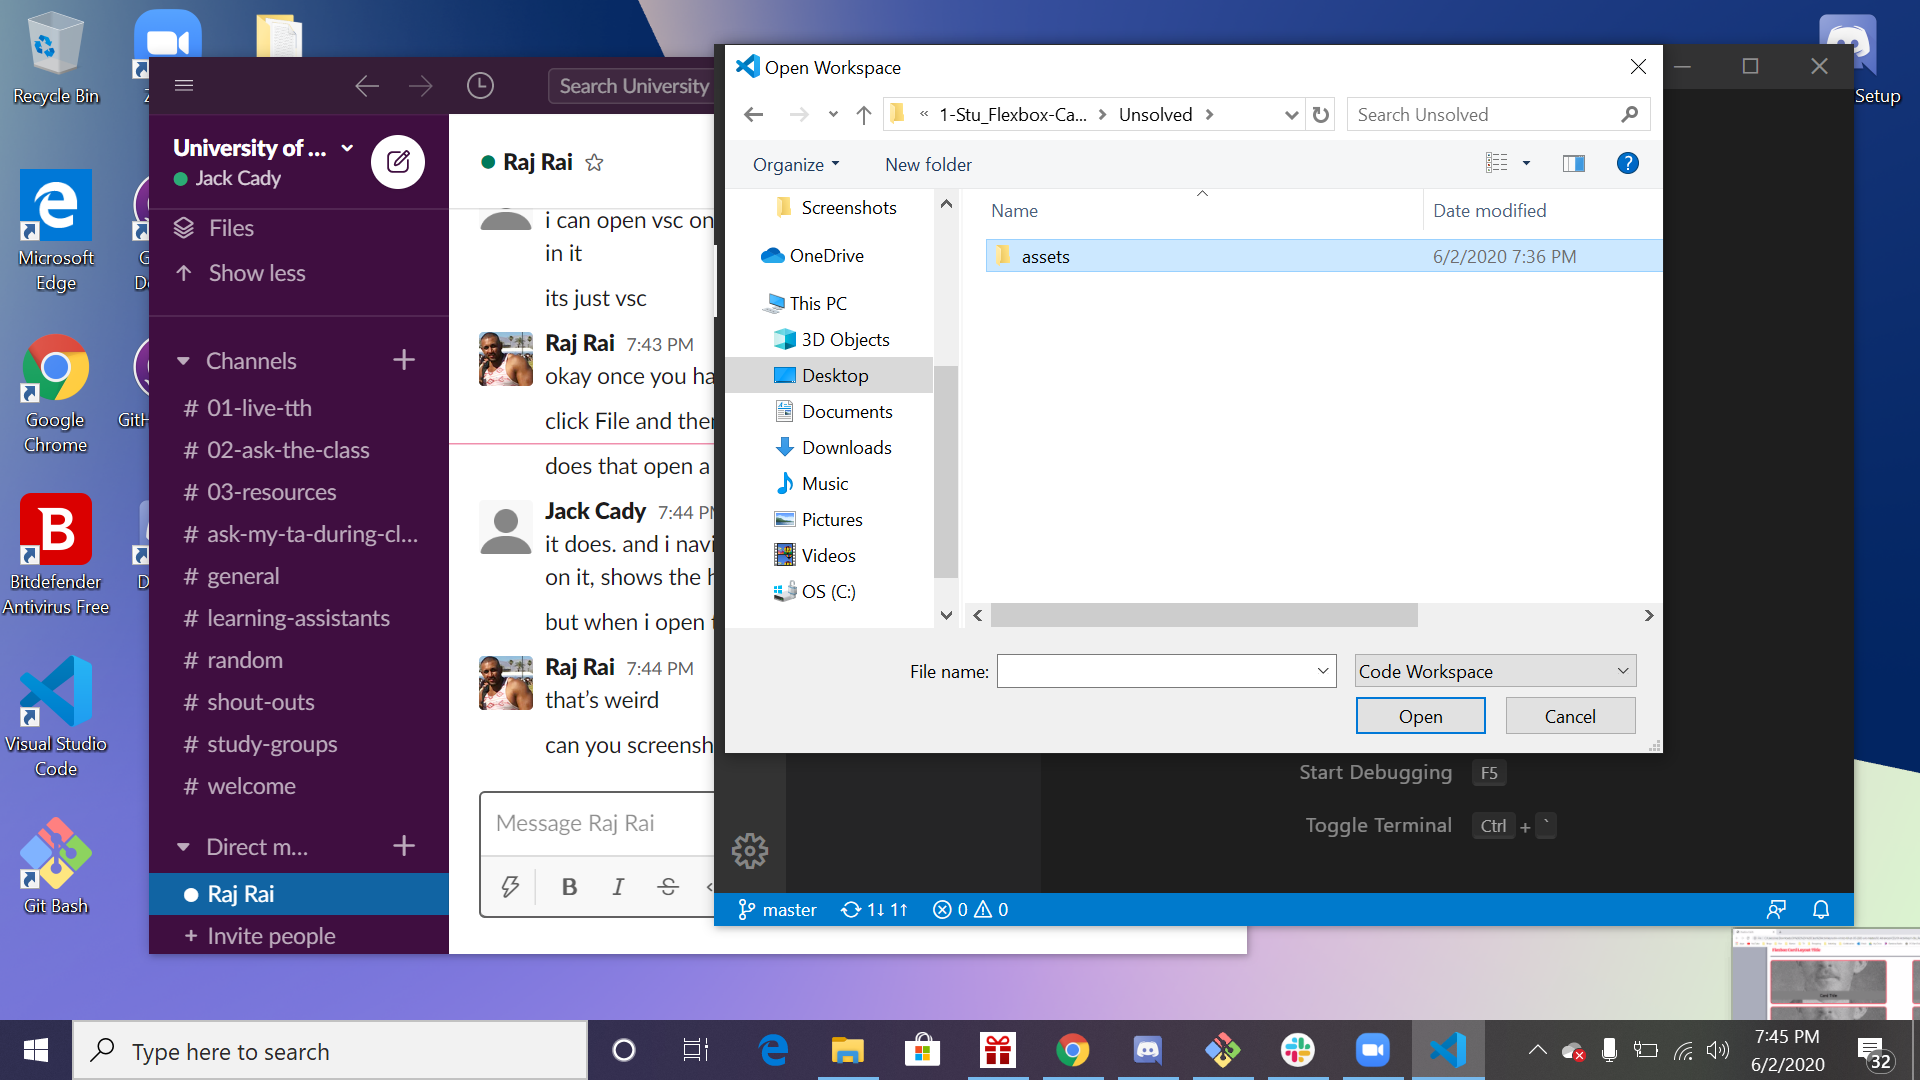 Recycle Bin
Z
Microsoft
Edge
G
D
Google
Chrome
GitH
Bitdefender
Antivirus Free
D
Visual Studio
Code
Git Bash
Setup
Search University
University of ...
Jack Cady
Files
Show less
Channels
# 01-live-tth
# 02-ask-the-class
# 03-resources
# ask-my-ta-during-cl...
# general
# learning-assistants
# random
# shout-outs
# study-groups
# welcome
Direct m...
Raj Rai
+ Invite people
Raj Rai
i can open vsc on
in it
its just vsc
Raj Rai 7:43 PM
okay once you ha
click File and then
does that open a
Jack Cady 7:44 PM
it does. and i navi
on it, shows the h
but when i open t
Raj Rai 7:44 PM
that's weird
can you screensh
Message Raj Rai
B I S
Open Workspace
« 1-Stu_Flexbox-Ca... > Unsolved >
Search Unsolved
Organize
New folder
Screenshots
OneDrive
This PC
3D Objects
Desktop
Documents
Downloads
Music
Pictures
Videos
OS (C:)
Name
Date modified
assets
6/2/2020 7:36 PM
File name:
Code Workspace
Open
Cancel
Start Debugging F5
Toggle Terminal Ctrl + `
master
1↓ 1↑
0
0
Type here to search
7:45 PM
6/2/2020
32